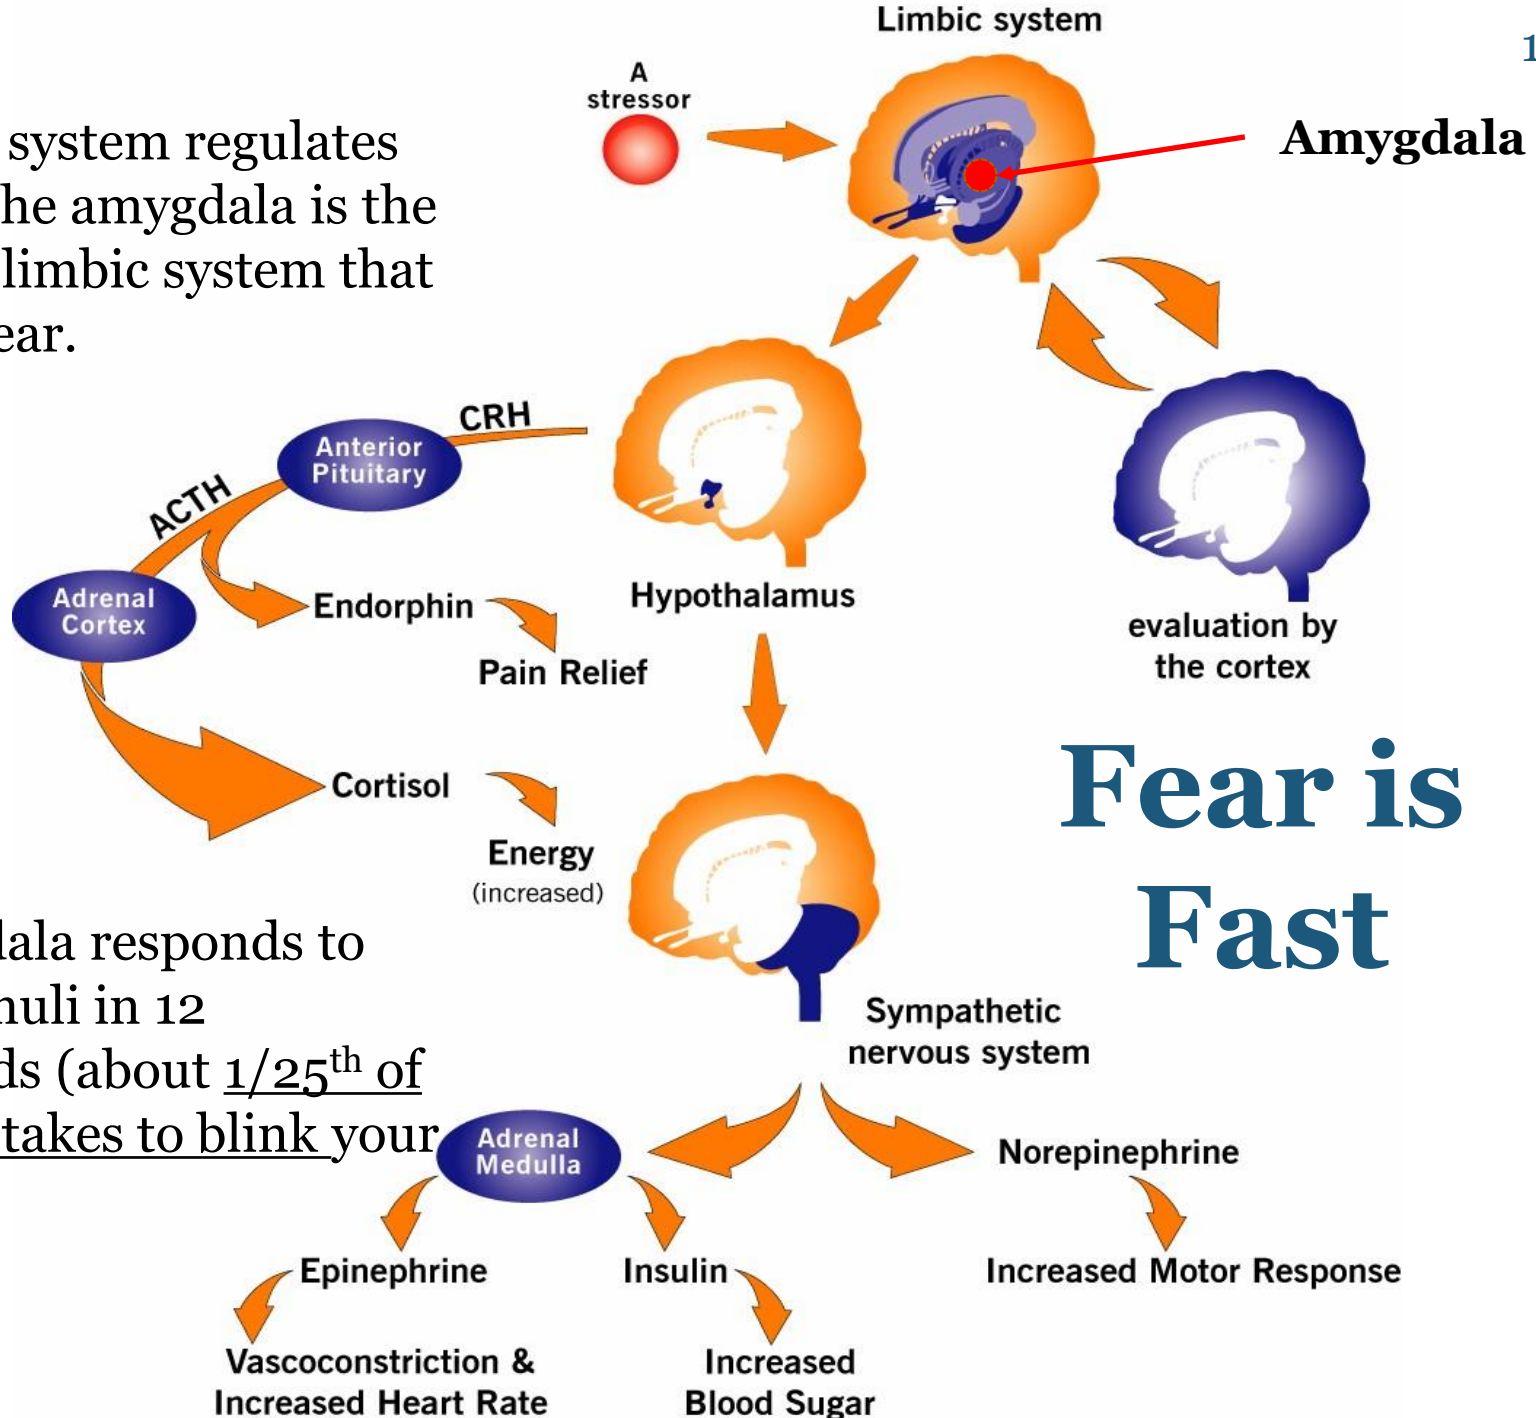 Limbic system
1
A
stressor
Amygdala
system regulates
he amygdala is the
limbic system that
ear.
CRH
Anterior
Pituitary
ACTH
Adrenal
Cortex
Endorphin
Pain Relief
Hypothalamus
evaluation by
the cortex
Cortisol
Energy
(increased)
Fear is
Fast
dala responds to
nuli in 12
ds (about 1/25th of
takes to blink your
Sympathetic
nervous system
Adrenal
Medulla
Norepinephrine
Epinephrine
Insulin
Increased Motor Response
Vascoconstriction &
Increased Heart Rate
Increased
Blood Sugar